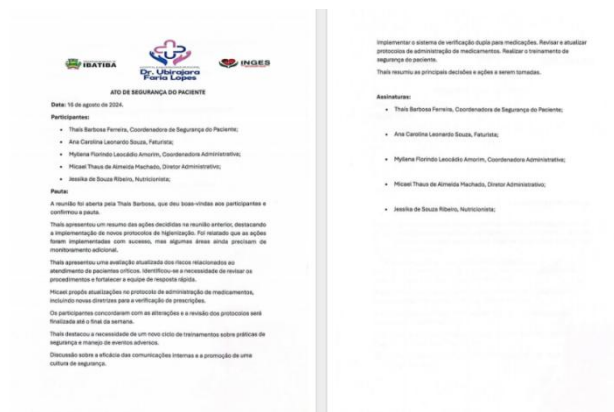 IBATIBA
Dr. Ubirajara
Faria Lopes
INGES
ATO DE SEGURANÇA DO PACIENTE
Data: 16 de agosto de 2024.
Participantes:
• Thaís Barbosa Ferreira, Coordenadora de Segurança do Paciente;
• Ana Carolina Leonardo Souza, Faturista;
• Myllena Florindo Leocádio Amorim, Coordenadora Administrativa;
• Micael Thaus de Almeida Machado, Diretor Administrativo;
• Jessika de Souza Ribeiro, Nutricionista;
Pauta:
A reunião foi aberta pela Thaís Barbosa, que deu boas-vindas aos participantes e
confirmou a pauta.
Thaís apresentou um resumo das ações decididas na reunião anterior, destacando
a implementação de novos protocolos de higienização. Foi relatado que as ações
foram implementadas com sucesso, mas algumas áreas ainda precisam de
monitoramento adicional.
Thaís apresentou uma avaliação atualizada dos riscos relacionados ao
atendimento de pacientes críticos. Identificou-se a necessidade de revisar os
procedimentos e fortalecer a equipe de resposta rápida.
Micael propôs atualizações no protocolo de administração de medicamentos,
incluindo novas diretrizes para a verificação de prescrições.
Os participantes concordaram com as alterações e a revisão dos protocolos será
finalizada até o final da semana.
Thaís destacou a necessidade de um novo ciclo de treinamentos sobre práticas de
segurança e manejo de eventos adversos.
Discussão sobre a eficácia das comunicações internas e a promoção de uma
cultura de segurança.
Implementar o sistema de verificação dupla para medicações. Revisar e atualizar
protocolos de administração de medicamentos. Realizar o treinamento de
segurança do paciente.
Thaís resumiu as principais decisões e ações a serem tomadas.
Assinaturas:
• Thaís Barbosa Ferreira, Coordenadora de Segurança do Paciente;
• Ana Carolina Leonardo Souza, Faturista;
• Myllena Florindo Leocádio Amorim, Coordenadora Administrativa;
• Micael Thaus de Almeida Machado, Diretor Administrativo;
• Jessika de Souza Ribeiro, Nutricionista;